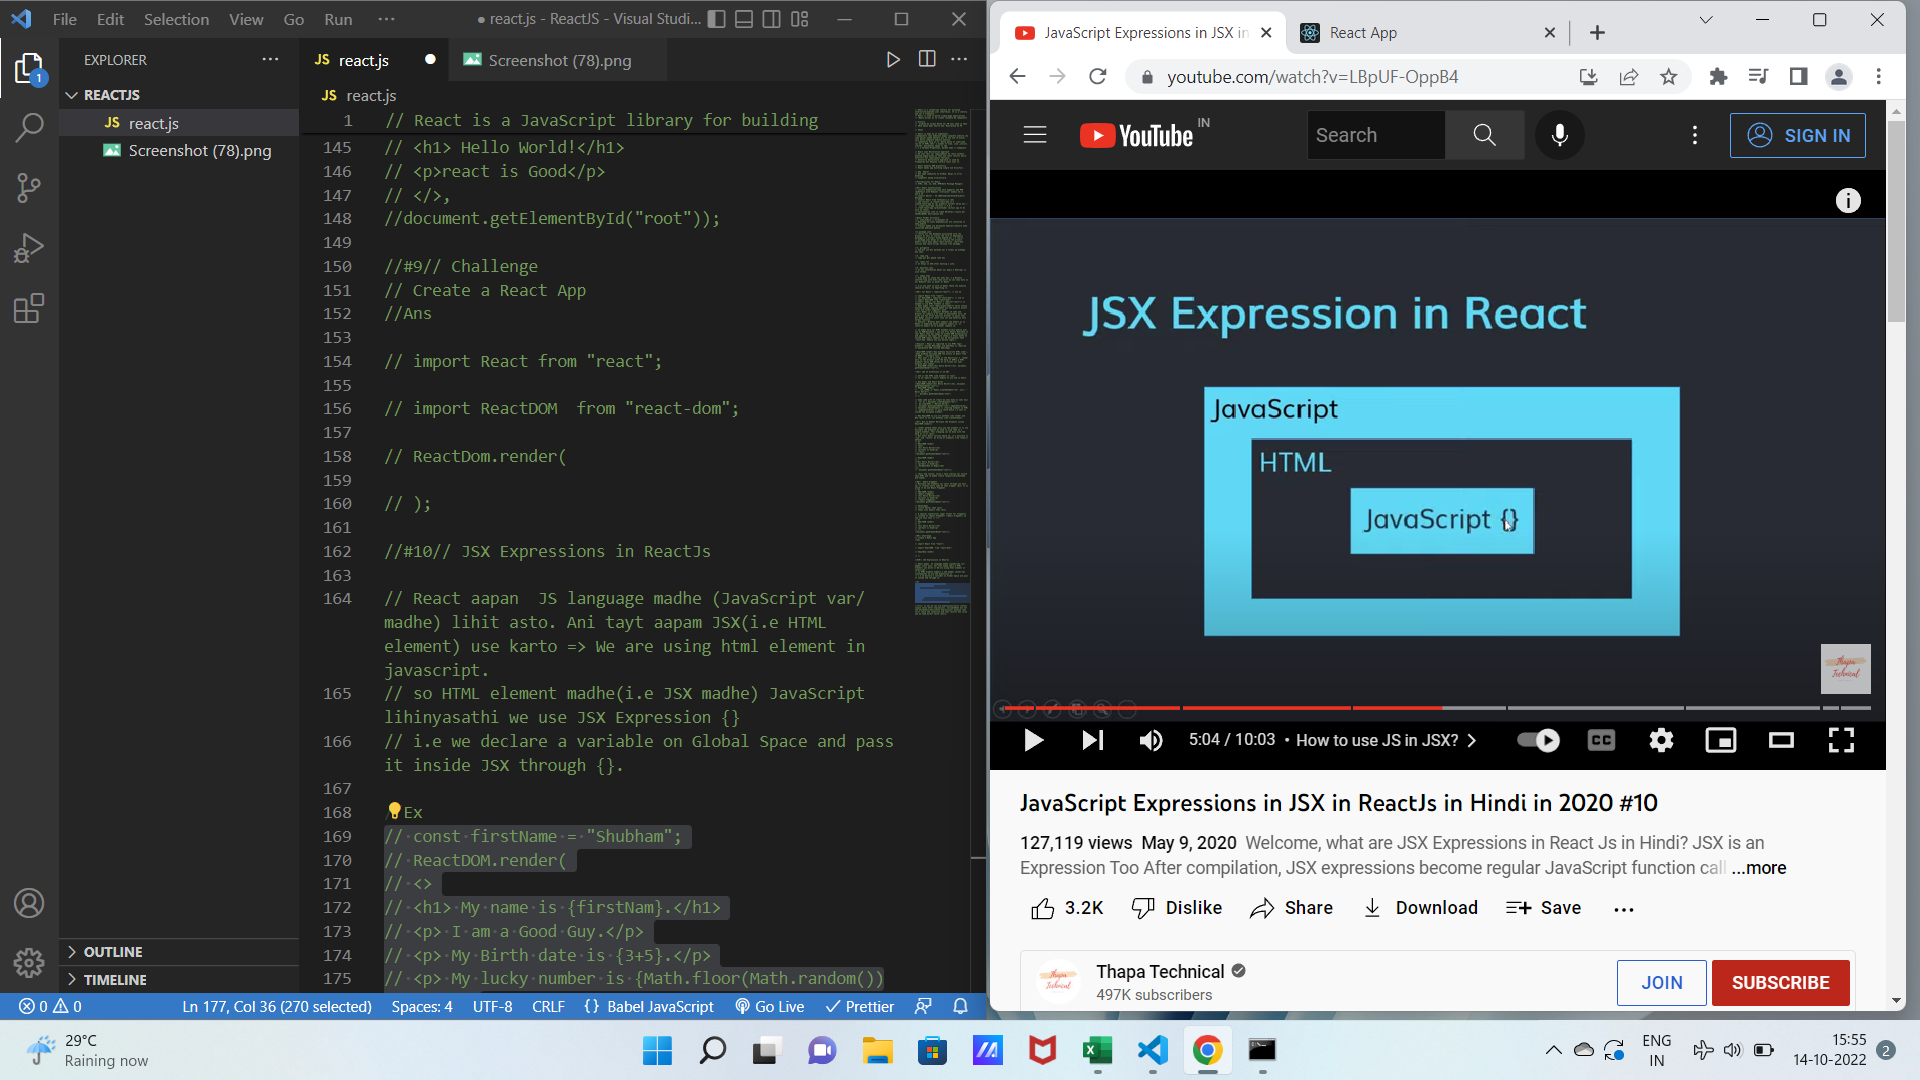 File Edit Selection View Go Run ··· ● react.js - ReactJS - Visual Studi...
EXPLORER ···
REACTJS
JS react.js
Screenshot (78).png
OUTLINE
TIMELINE
JS react.js ●
Screenshot (78).png
JS react.js
1 // React is a JavaScript library for building
145 // <h1> Hello World!</h1>
146 // <p>react is Good</p>
147 // </>,
148 //document.getElementById("root"));
149
150 //#9// Challenge
151 // Create a React App
152 //Ans
153
154 // import React from "react";
155
156 // import ReactDOM  from "react-dom";
157
158 // ReactDom.render(
159
160 // );
161
162 //#10// JSX Expressions in ReactJs
163
164 // React aapan  JS language madhe (JavaScript var/
madhe) lihit asto. Ani tayt aapam JSX(i.e HTML
element) use karto => We are using html element in
javascript.
165 // so HTML element madhe(i.e JSX madhe) JavaScript
lihinyasathi we use JSX Expression {}
166 // i.e we declare a variable on Global Space and pass
it inside JSX through {}.
167
168 Ex
169 // const firstName = "Shubham";
170 // ReactDOM.render(
171 // <>
172 // <h1> My name is {firstNam}.</h1>
173 // <p> I am a Good Guy.</p>
174 // <p> My Birth date is {3+5}.</p>
175 // <p> My lucky number is {Math.floor(Math.random())
0 0 Ln 177, Col 36 (270 selected) Spaces: 4 UTF-8 CRLF {} Babel JavaScript Go Live Prettier
JavaScript Expressions in JSX in
React App
youtube.com/watch?v=LBpUF-OppB4
YouTube IN
Search
SIGN IN
JSX Expression in React
JavaScript
HTML
JavaScript {}
Thapa
Technical
5:04 / 10:03 • How to use JS in JSX?
CC
JavaScript Expressions in JSX in ReactJs in Hindi in 2020 #10
127,119 views May 9, 2020 Welcome, what are JSX Expressions in React Js in Hindi? JSX is an
Expression Too After compilation, JSX expressions become regular JavaScript function call ...more
3.2K Dislike Share Download Save ...
Thapa Technical
497K subscribers
JOIN SUBSCRIBE
29°C
Raining now
ENG
IN
15:55
14-10-2022
2